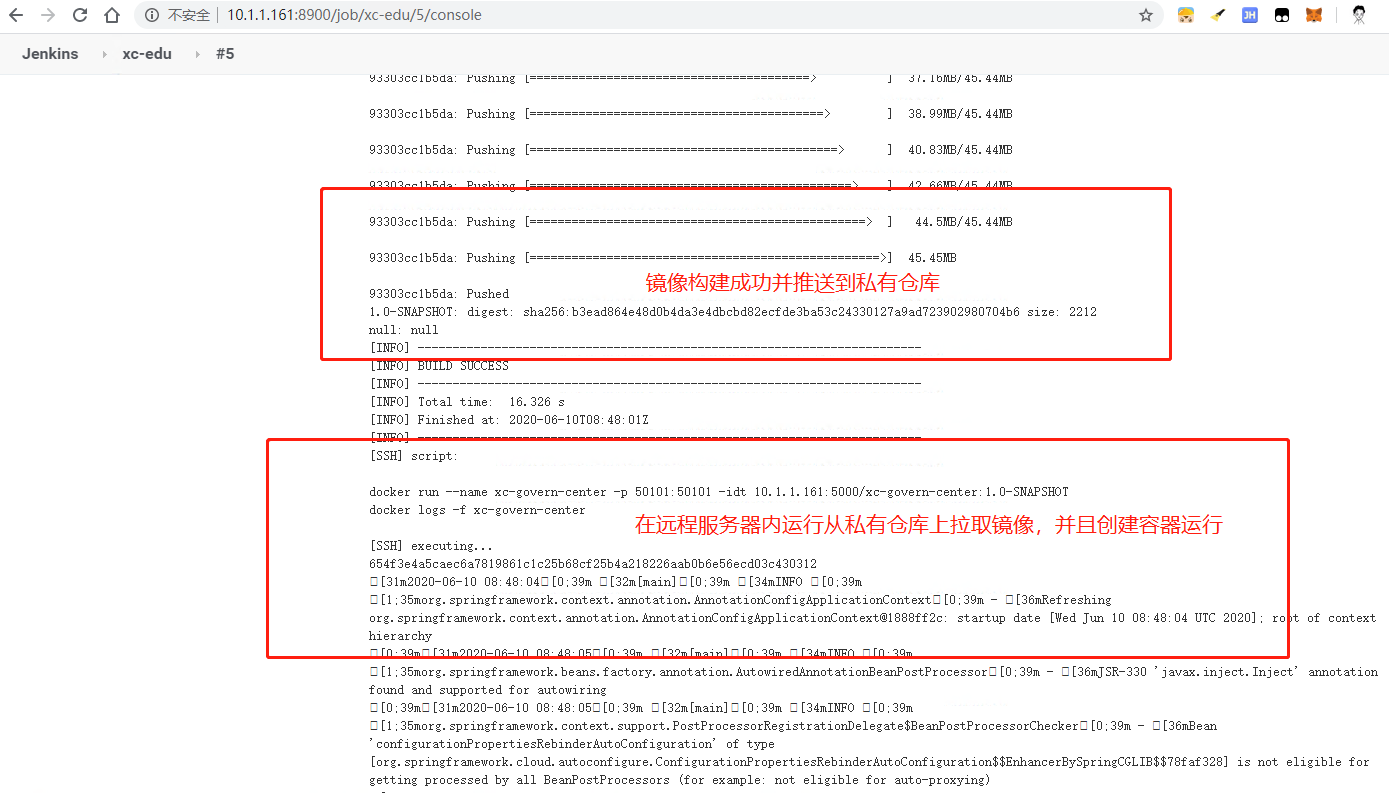 不安全 10.1.1.161:8900/job/xc-edu/5/console
Jenkins xc-edu #5
93303cc1b5da: Pushing [========================================> ] 37.16MB/45.44MB
93303cc1b5da: Pushing [==========================================> ] 38.99MB/45.44MB
93303cc1b5da: Pushing [============================================> ] 40.83MB/45.44MB
93303cc1b5da: Pushing [==============================================> ] 42.66MB/45.44MB
93303cc1b5da: Pushing [================================================> ] 44.5MB/45.44MB
93303cc1b5da: Pushing [==================================================>] 45.45MB
镜像构建成功并推送到私有仓库
93303cc1b5da: Pushed
1.0-SNAPSHOT: digest: sha256:b3ead864e48d0b4da3e4dbcbd82ecfde3ba53c24330127a9ad723902980704b6 size: 2212
null: null
[INFO] ------------------------------------------------------------------------
[INFO] BUILD SUCCESS
[INFO] ------------------------------------------------------------------------
[INFO] Total time:  16.326 s
[INFO] Finished at: 2020-06-10T08:48:01Z
[INFO] ------------------------------------------------------------------------
[SSH] script:
docker run --name xc-govern-center -p 50101:50101 -idt 10.1.1.161:5000/xc-govern-center:1.0-SNAPSHOT
docker logs -f xc-govern-center
在远程服务器内运行从私有仓库上拉取镜像，并且创建容器运行
[SSH] executing...
654f3e4a5caec6a7819861c1c25b68cf25b4a218226aab0b6e56ecd03c430312
[31m2020-06-10 08:48:04[0;39m [32m[main][0;39m [34mINFO [0;39m
[1;35morg.springframework.context.annotation.AnnotationConfigApplicationContext[0;39m - [36mRefreshing
org.springframework.context.annotation.AnnotationConfigApplicationContext@1888ff2c: startup date [Wed Jun 10 08:48:04 UTC 2020]; root of context
hierarchy
[0;39m[31m2020-06-10 08:48:05[0;39m [32m[main][0;39m [34mINFO [0;39m
[1;35morg.springframework.beans.factory.annotation.AutowiredAnnotationBeanPostProcessor[0;39m - [36mJSR-330 'javax.inject.Inject' annotation
found and supported for autowiring
[0;39m[31m2020-06-10 08:48:05[0;39m [32m[main][0;39m [34mINFO [0;39m
[1;35morg.springframework.context.support.PostProcessorRegistrationDelegate$BeanPostProcessorChecker[0;39m - [36mBean
'configurationPropertiesRebinderAutoConfiguration' of type
[org.springframework.cloud.autoconfigure.ConfigurationPropertiesRebinderAutoConfiguration$$EnhancerBySpringCGLIB$$78faf328] is not eligible for
getting processed by all BeanPostProcessors (for example: not eligible for auto-proxying)